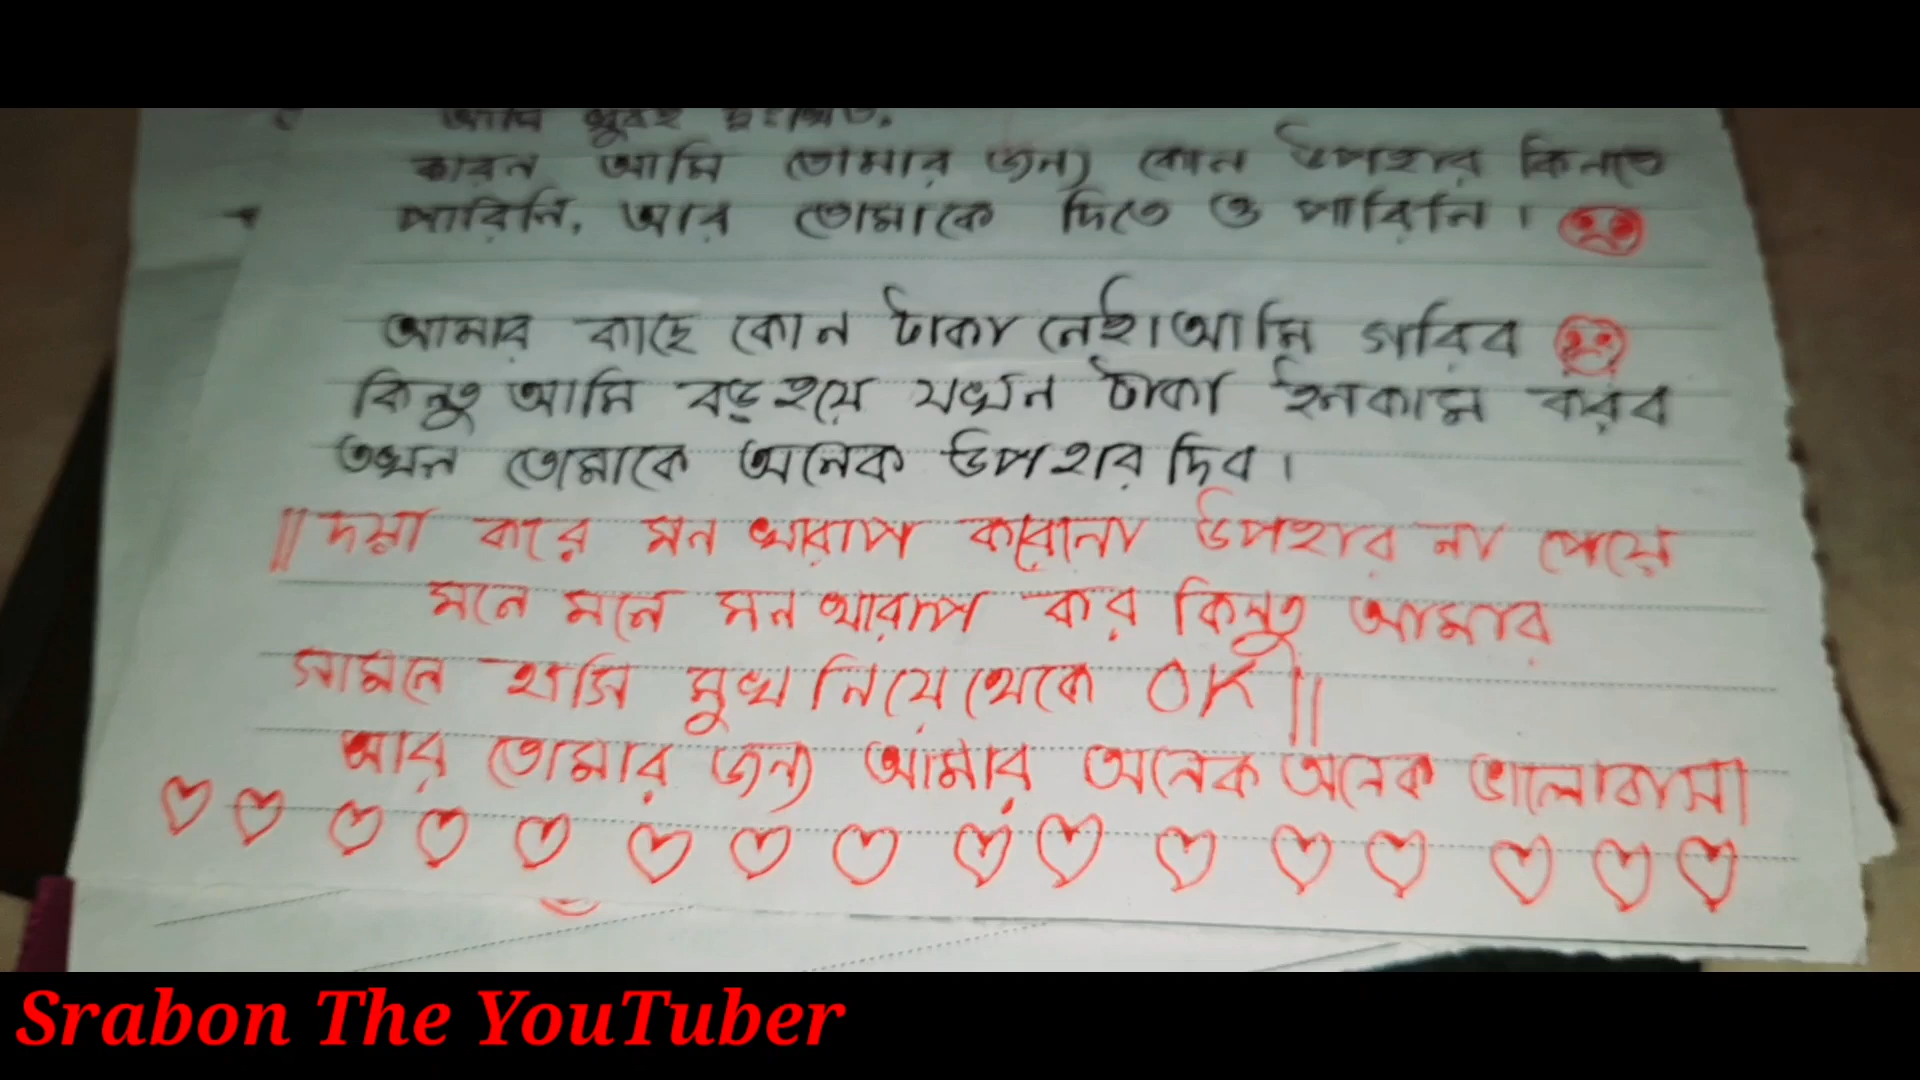 আমি খুবই দুঃখিত.
কারন আমি তোমার জন্য কোন উপহার কিনতে
পারিনি, আর তোমাকে দিতে ও পারিনি।
আমার কাছে কোন টাকা নেই।আমি গরিব
কিন্তু আমি বড় হয়ে যখন টাকা ইনকাম করব
তখন তোমাকে অনেক উপহার দিব।
||দয়া করে মন খারাপ করোনা উপহার না পেয়ে
মনে মনে মন খারাপ কর কিন্তু আমার
সামনে হাসি মুখ নিয়ে থেকে OK||
আর তোমার জন্য আমার অনেক অনেক ভালোবাসা
Srabon The YouTuber